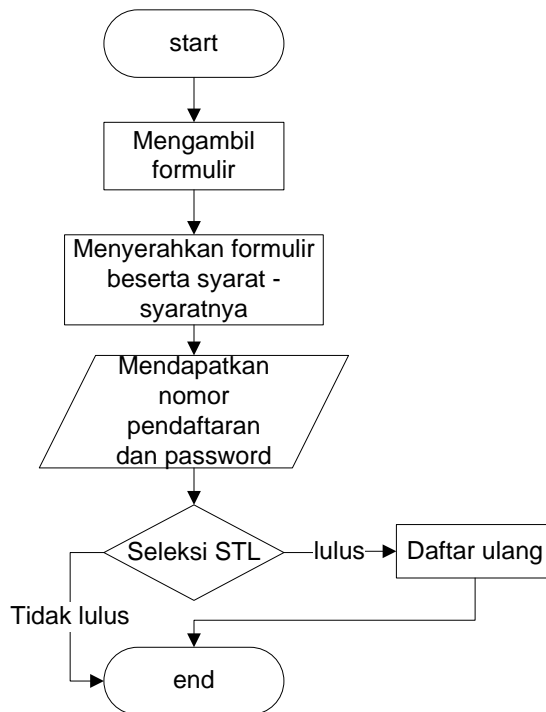 start
Mengambil
formulir
Menyerahkan formulir
beserta syarat -
syaratnya
Mendapatkan
nomor
pendaftaran
dan password
Seleksi STL
lulus
Daftar ulang
Tidak lulus
end